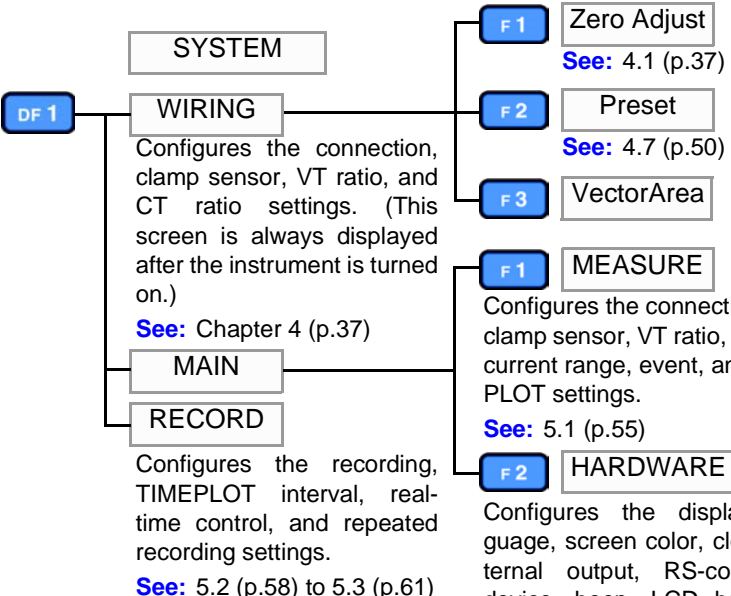 SYSTEM
DF 1
WIRING
Configures the connection,
clamp sensor, VT ratio, and
CT ratio settings. (This
screen is always displayed
after the instrument is turned
on.)
See: Chapter 4 (p.37)
MAIN
RECORD
Configures the recording,
TIMEPLOT interval, real-
time control, and repeated
recording settings.
See: 5.2 (p.58) to 5.3 (p.61)
F 1
Zero Adjust
See: 4.1 (p.37)
F 2
Preset
See: 4.7 (p.50)
F 3
VectorArea
F 1
MEASURE
Configures the connect
clamp sensor, VT ratio,
current range, event, an
PLOT settings.
See: 5.1 (p.55)
F 2
HARDWARE
Configures the displa
guage, screen color, clo
ternal output, RS-co